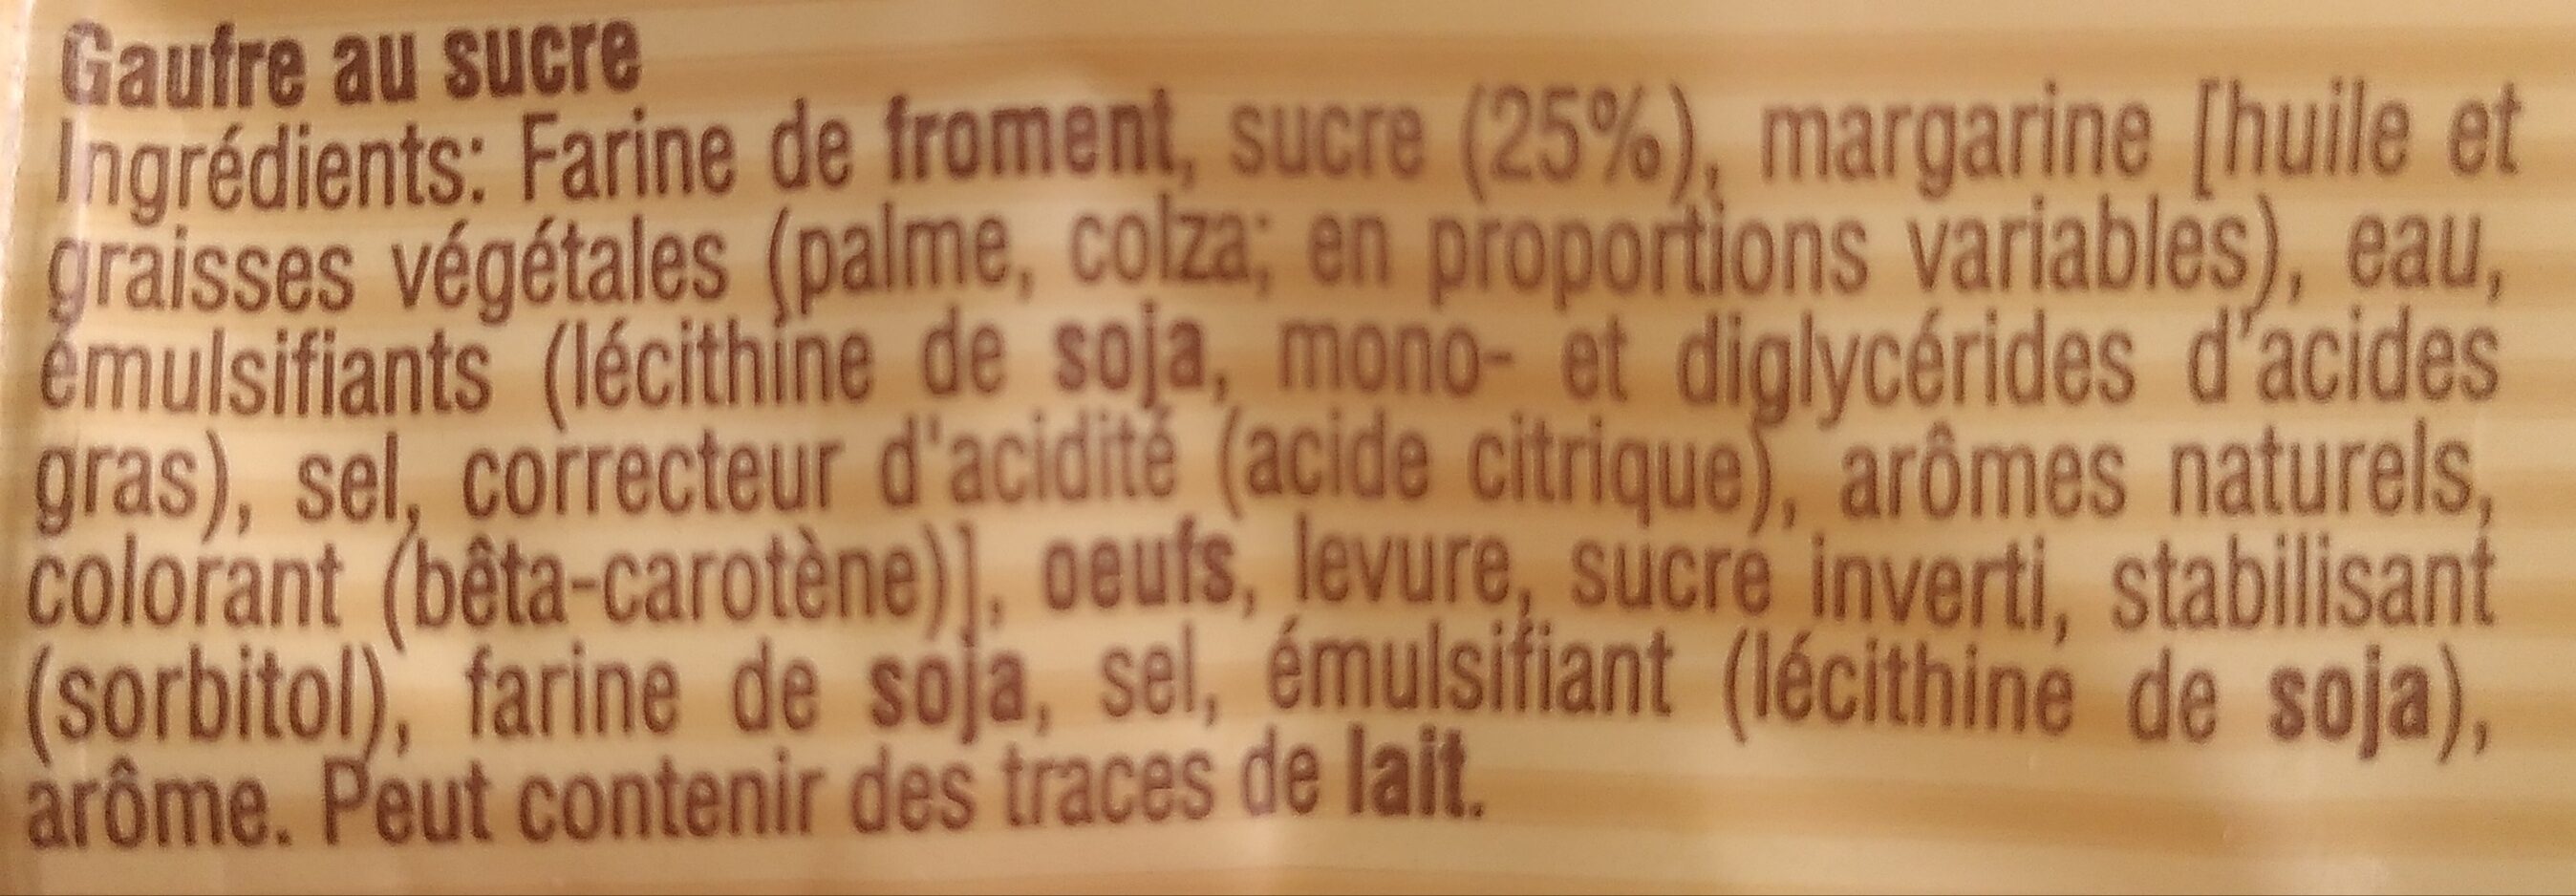 Gaufre au sucre
Ingrédients: Farine de froment, sucre (25%), margarine [huile et
graisses végétales (palme, colza; en proportions variables), eau,
émulsifiants (lécithine de soja, mono- et diglycérides d'acides
gras), sel, correcteur d'acidité (acide citrique), arômes naturels,
colorant (bêta-carotène)], oeufs, levure, sucre inverti, stabilisant
(sorbitol), farine de soja, sel, émulsifiant (lécithine de soja),
arôme. Peut contenir des traces de lait.